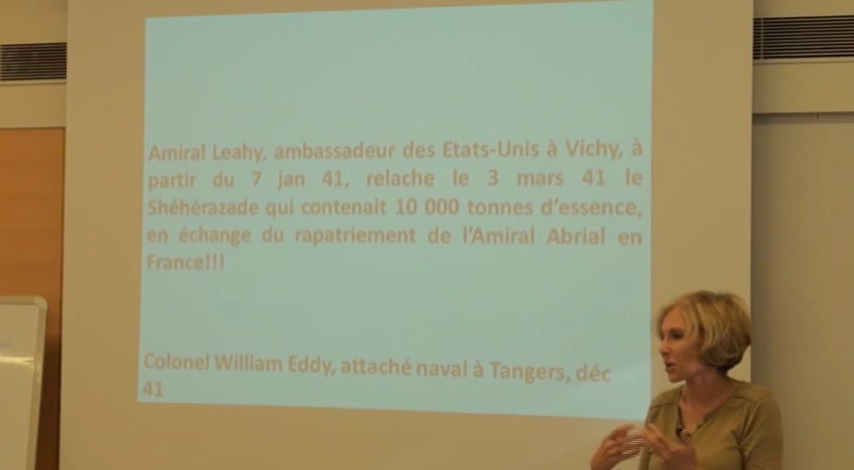 Amiral Leahy, ambassadeur des Etats-Unis à Vichy, à
partir du 7 jan 41, relache le 3 mars 41 le
Shéhérazade qui contenait 10 000 tonnes d'essence,
en échange du rapatriement de l'Amiral Abrial en
France!!!
Colonel William Eddy, attaché naval à Tangers, déc
41